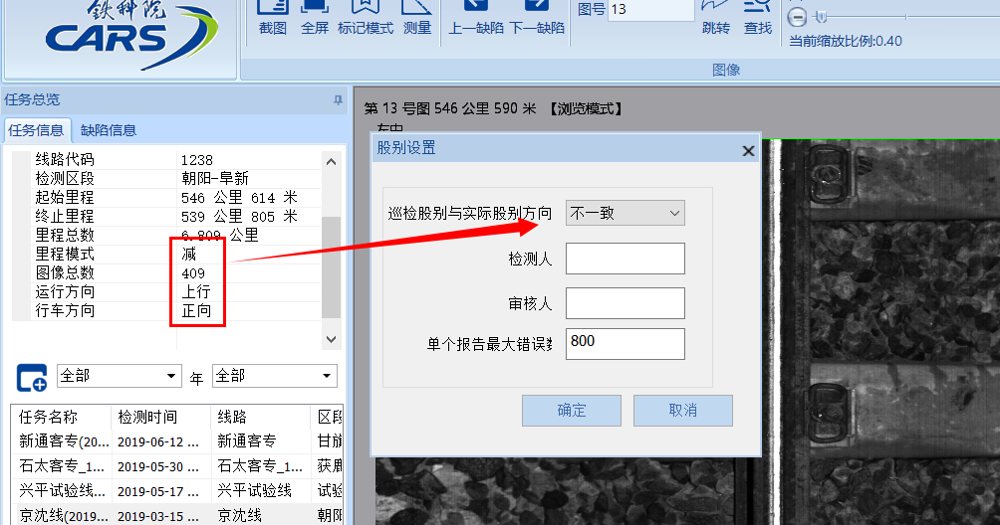 铁科院
CARS
截图 全屏 标记模式 测量 上一缺陷 下一缺陷 图号 13 跳转 查找
当前缩放比例:0.40
图像
任务总览
任务信息 缺陷信息
线路代码 1238
检测区段 朝阳-阜新
起始里程 546 公里 614 米
终止里程 539 公里 805 米
里程总数 6.809 公里
里程模式 减
图像总数 409
运行方向 上行
行车方向 正向
全部 年 全部
任务名称 检测时间 线路 区段
新通客专(20... 2019-06-12 ... 新通客专 甘旗
石太客专_1... 2019-05-30 ... 石太客专_1... 获鹿
兴平试验线... 2019-05-17 ... 兴平试验线 试验
京沈线(2019... 2019-03-15 ... 京沈线 朝阳
第 13 号图 546 公里 590 米 【浏览模式】
左中
股别设置
巡检股别与实际股别方向 不一致
检测人
审核人
单个报告最大错误数 800
确定 取消